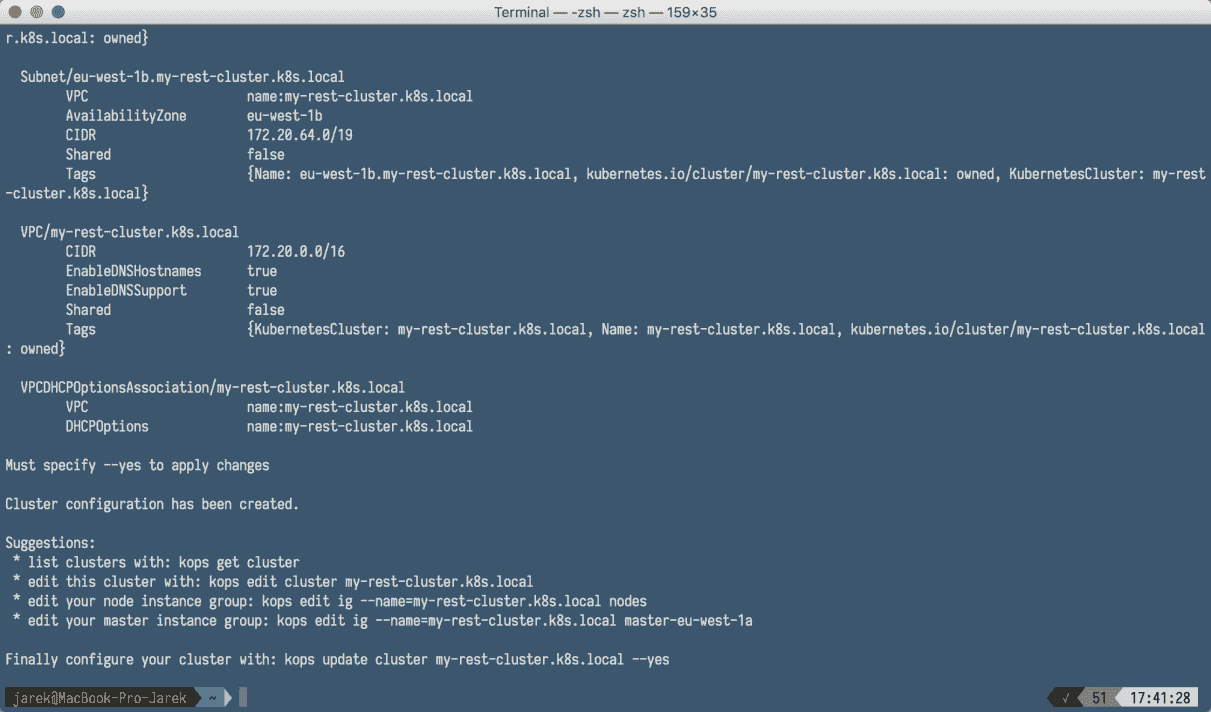 Terminal — -zsh — zsh — 159×35
r.k8s.local: owned}
Subnet/eu-west-1b.my-rest-cluster.k8s.local
VPC name:my-rest-cluster.k8s.local
AvailabilityZone eu-west-1b
CIDR 172.20.64.0/19
Shared false
Tags {Name: eu-west-1b.my-rest-cluster.k8s.local, kubernetes.io/cluster/my-rest-cluster.k8s.local: owned, KubernetesCluster: my-rest
-cluster.k8s.local}
VPC/my-rest-cluster.k8s.local
CIDR 172.20.0.0/16
EnableDNSHostnames true
EnableDNSSupport true
Shared false
Tags {KubernetesCluster: my-rest-cluster.k8s.local, Name: my-rest-cluster.k8s.local, kubernetes.io/cluster/my-rest-cluster.k8s.local
: owned}
VPCDHCPOptionsAssociation/my-rest-cluster.k8s.local
VPC name:my-rest-cluster.k8s.local
DHCPOptions name:my-rest-cluster.k8s.local
Must specify --yes to apply changes
Cluster configuration has been created.
Suggestions:
* list clusters with: kops get cluster
* edit this cluster with: kops edit cluster my-rest-cluster.k8s.local
* edit your node instance group: kops edit ig --name=my-rest-cluster.k8s.local nodes
* edit your master instance group: kops edit ig --name=my-rest-cluster.k8s.local master-eu-west-1a
Finally configure your cluster with: kops update cluster my-rest-cluster.k8s.local --yes
jarek@MacBook-Pro-Jarek ~ ✓ 51 17:41:28